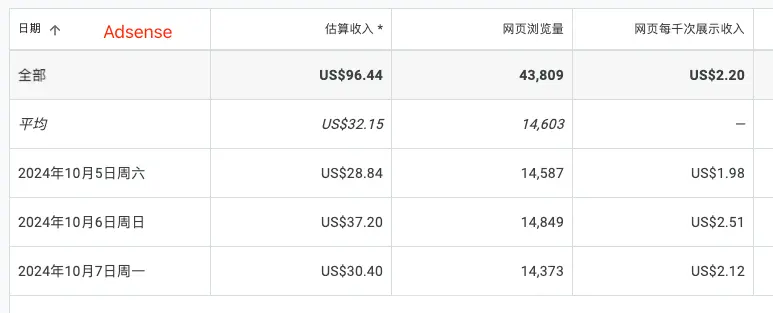 日期 ↑ Adsense 估算收入 * 网页浏览量 网页每千次展示收入
全部 US$96.44 43,809 US$2.20
平均 US$32.15 14,603 —
2024年10月5日周六 US$28.84 14,587 US$1.98
2024年10月6日周日 US$37.20 14,849 US$2.51
2024年10月7日周一 US$30.40 14,373 US$2.12